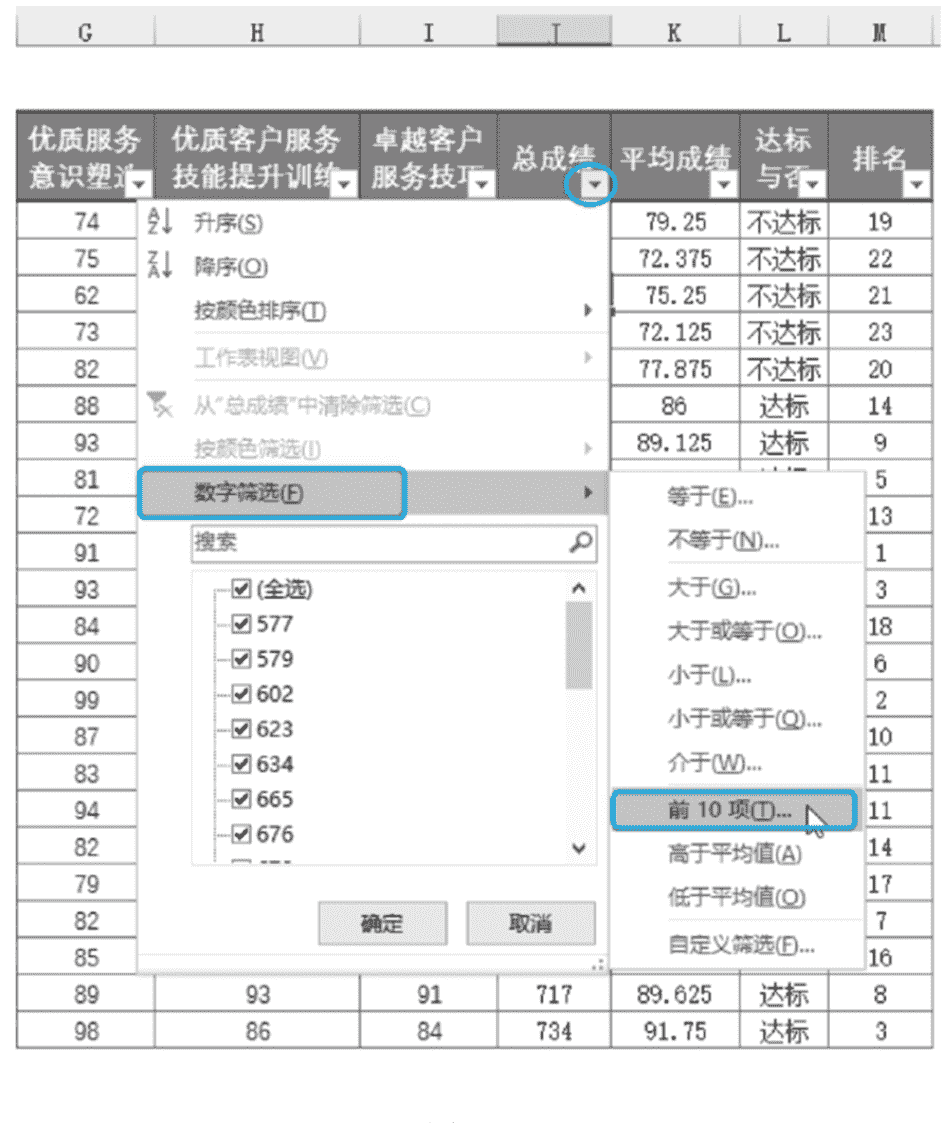 G H I J K L M
优质服务 优质客户服务 卓越客户 达标
总成绩 平均成绩 排名
意识塑 技能提升训练 服务技巧 与否
74 升序(S) 79.25 不达标 19
75 降序(O) 72.375 不达标 22
62 按颜色排序(T) 75.25 不达标 21
73 72.125 不达标 23
82 工作表视图(V) 77.875 不达标 20
88 从“总成绩”中清除筛选(C) 86 达标 14
93 按颜色筛选(I) 89.125 达标 9
81 数字筛选(F) 等于(E)... 5
72 13
91 搜索 不等于(N)... 1
93 (全选) 大于(G)... 3
84 577 大于或等于(O)... 18
90 579 小于(L)... 6
99 602 2
87 623 小于或等于(Q)... 10
83 634 介于(W)... 11
94 665 前 10 项(T)... 11
82 676 高于平均值(A) 14
79 低于平均值(O) 17
82 确定 取消 7
85 自定义筛选(F)... 16
89 93 91 717 89.625 达标 8
98 86 84 734 91.75 达标 3